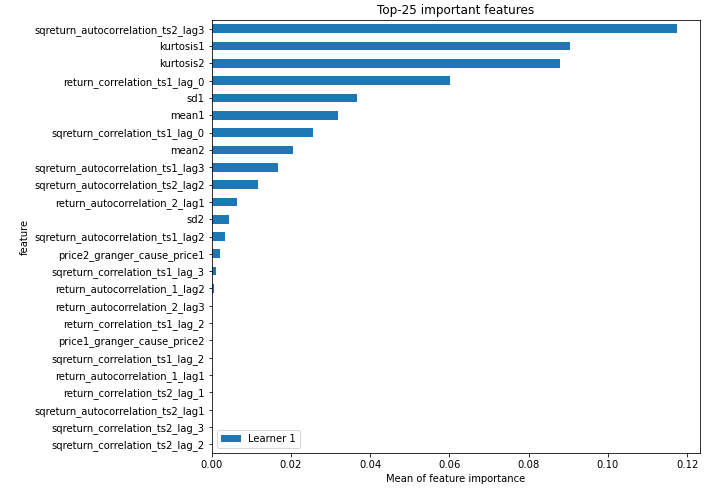 Top-25 important features
sqreturn_autocorrelation_ts2_lag3
kurtosis1
kurtosis2
return_correlation_ts1_lag_0
sd1
mean1
sqreturn_correlation_ts1_lag_0
mean2
sqreturn_autocorrelation_ts1_lag3
sqreturn_autocorrelation_ts2_lag2
return_autocorrelation_2_lag1
sd2
sqreturn_autocorrelation_ts1_lag2
price2_granger_cause_price1
sqreturn_correlation_ts1_lag_3
return_autocorrelation_1_lag2
return_autocorrelation_2_lag3
return_correlation_ts1_lag_2
price1_granger_cause_price2
sqreturn_correlation_ts1_lag_2
return_autocorrelation_1_lag1
return_correlation_ts2_lag_1
sqreturn_autocorrelation_ts2_lag1
sqreturn_correlation_ts2_lag_3
sqreturn_correlation_ts2_lag_2
feature
Learner 1
0.00 0.02 0.04 0.06 0.08 0.10 0.12
Mean of feature importance